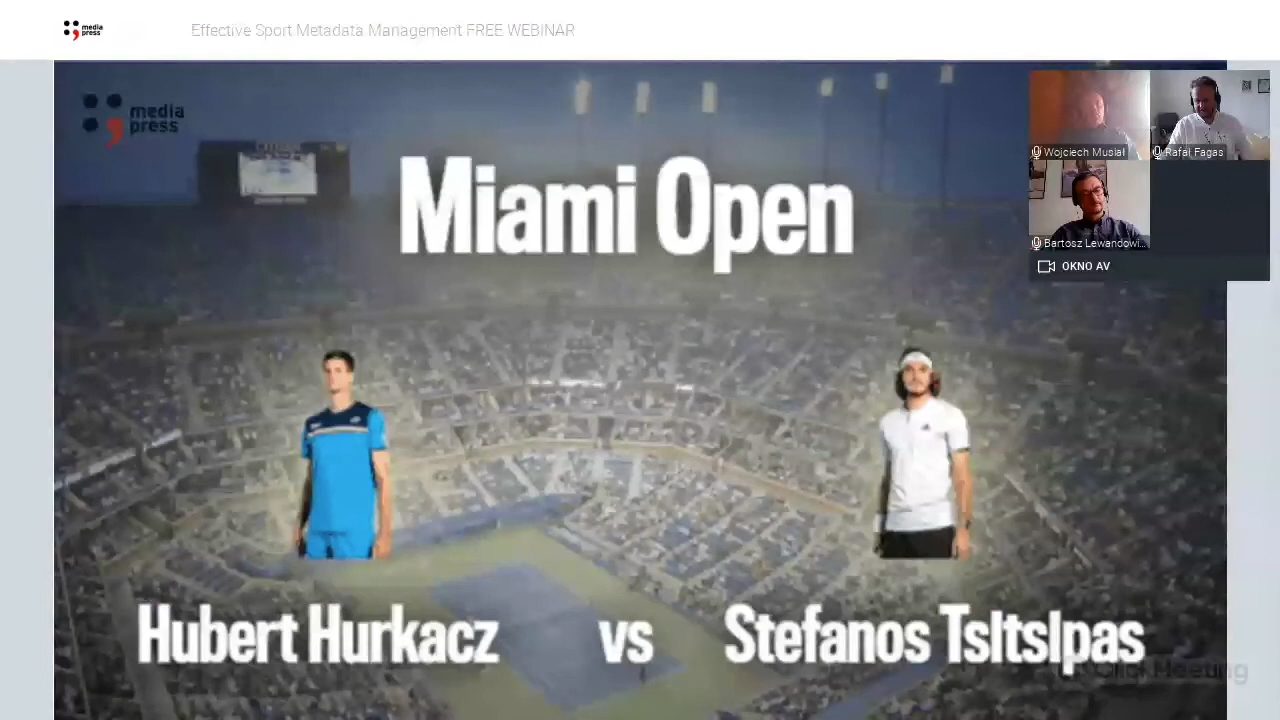 media
press
Effective Sport Metadata Management FREE WEBINAR
media
press
Miami Open
Wojciech Musiał
Rafał Fagas
Bartosz Lewandowi...
OKNO AV
Hubert Hurkacz vs Stefanos TsItsIpas
ClickMeeting